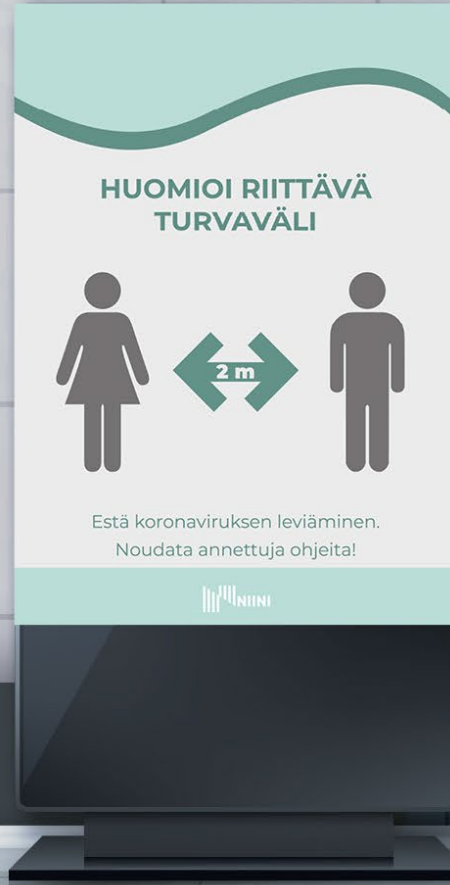 HUOMIOI RIITTÄVÄ
TURVAVÄLI
2 m
Estä koronaviruksen leviäminen.
Noudata annettuja ohjeita!
NIINI